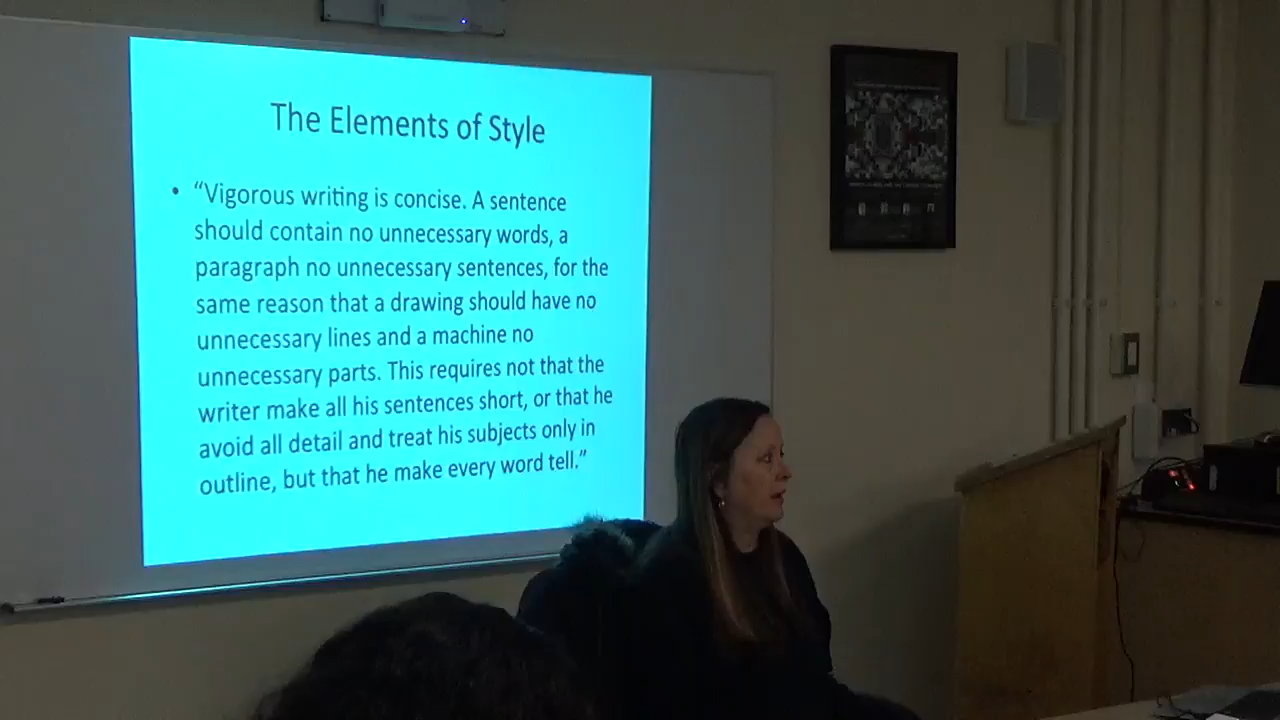 The Elements of Style
• “Vigorous writing is concise. A sentence
should contain no unnecessary words, a
paragraph no unnecessary sentences, for the
same reason that a drawing should have no
unnecessary lines and a machine no
unnecessary parts. This requires not that the
writer make all his sentences short, or that he
avoid all detail and treat his subjects only in
outline, but that he make every word tell.”